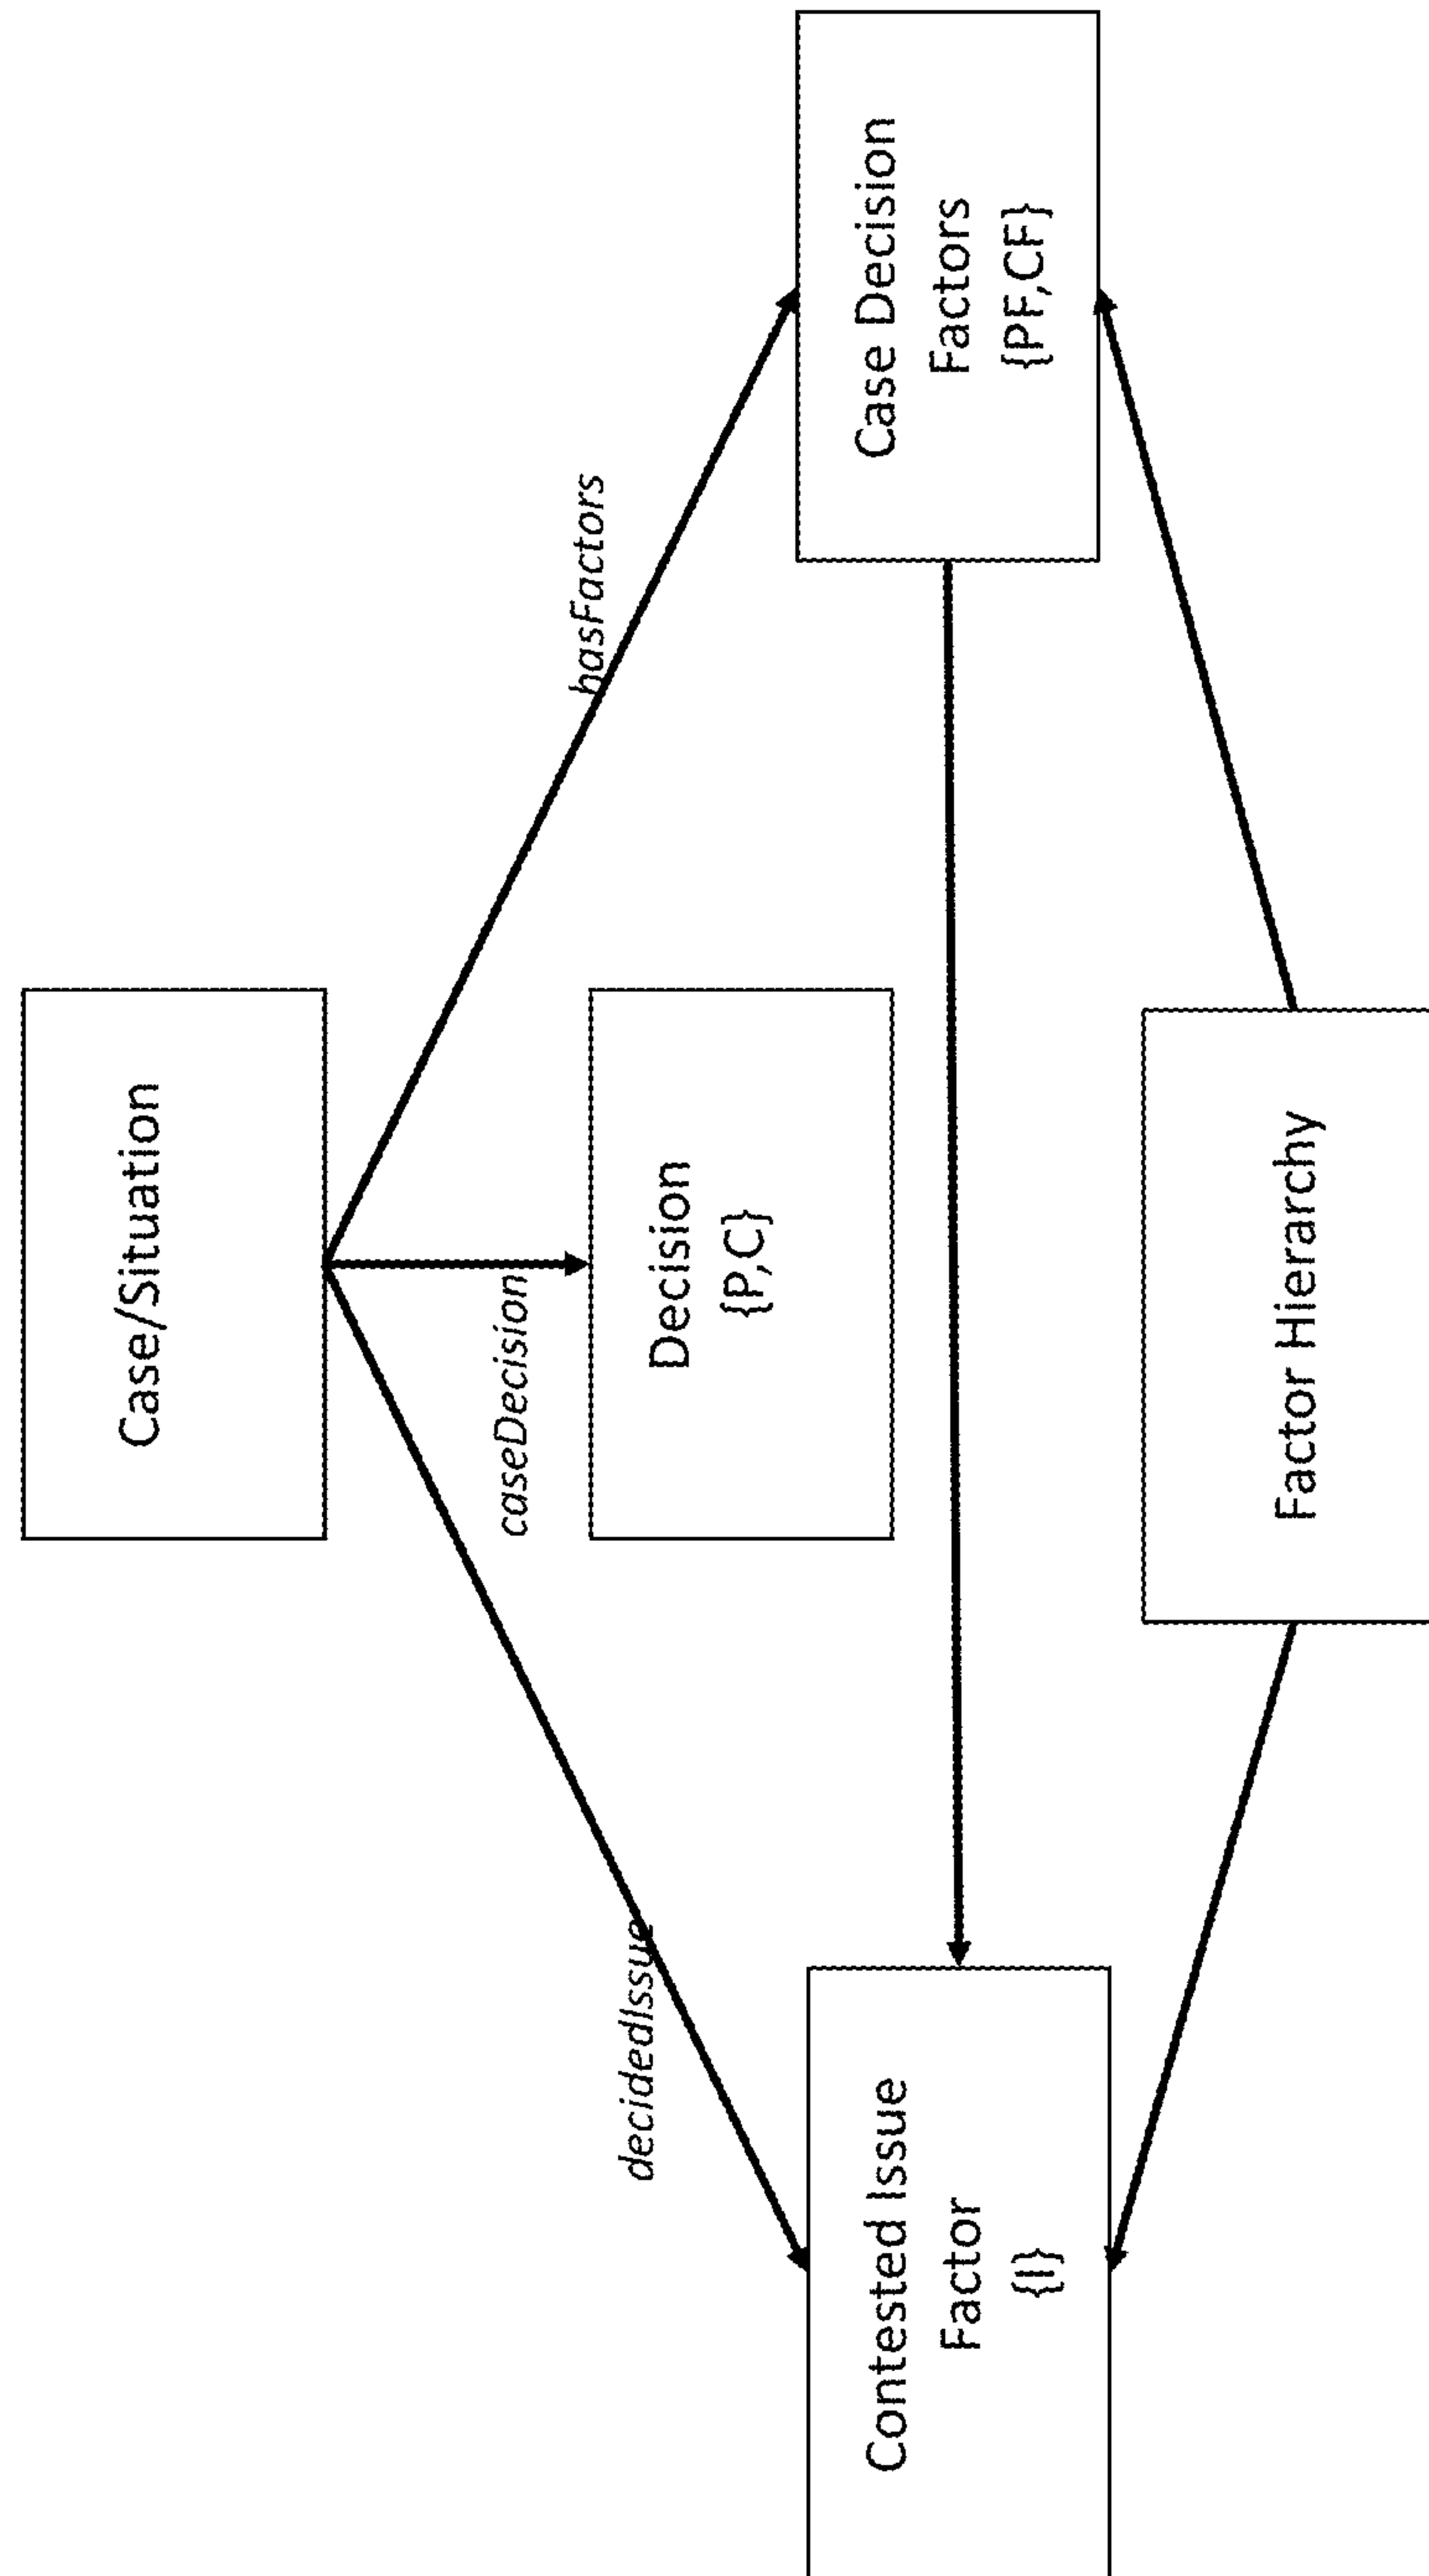 Case/Situation
decidedIssue
caseDecision
hasFactors
Decision
{P,C}
Contested Issue
Factor
{I}
Case Decision
Factors
{PF,CF}
Factor Hierarchy